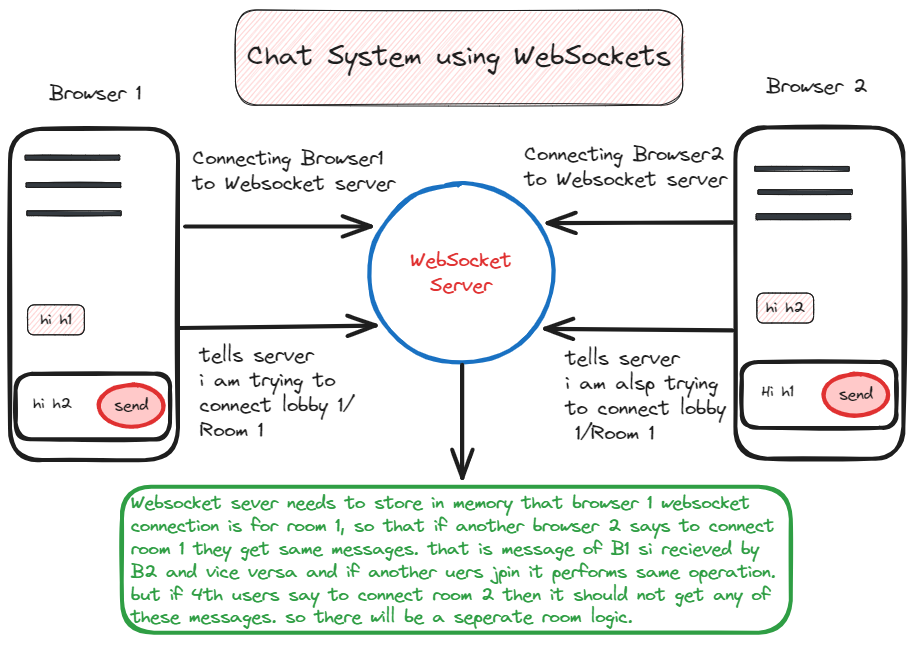 Chat System using WebSockets
Browser 1
Browser 2
Connecting Browser1
to Websocket server
Connecting Browser2
to Websocket server
WebSocket
Server
hi h1
hi h2
tells server
i am trying to
connect lobby 1/
Room 1
tells server
i am alsp trying
to connect lobby
1/Room 1
hi h2
send
Hi h1
send
Websocket sever needs to store in memory that browser 1 websocket
connection is for room 1, so that if another browser 2 says to connect
room 1 they get same messages. that is message of B1 si recieved by
B2 and vice versa and if another uers jpin it performs same operation.
but if 4th users say to connect room 2 then it should not get any of
these messages. so there will be a seperate room logic.